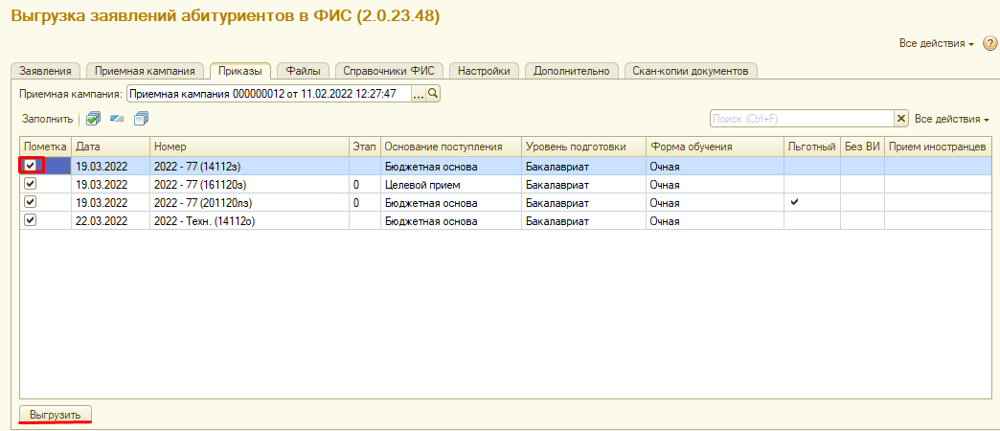 Выгрузка заявлений абитуриентов в ФИС (2.0.23.48)
Все действия
Заявления Приемная кампания Приказы Файлы Справочники ФИС Настройки Дополнительно Скан-копии документов
Приемная кампания: Приемная кампания 000000012 от 11.02.2022 12:27:47 ...
Заполнить Поиск (Ctrl+F) Все действия
Пометка Дата Номер Этап Основание поступления Уровень подготовки Форма обучения Льготный Без ВИ Прием иностранцев
19.03.2022 2022 - 77 (14112з) Бюджетная основа Бакалавриат Очная
19.03.2022 2022 - 77 (161120з) 0 Целевой прием Бакалавриат Очная
19.03.2022 2022 - 77 (201120лз) 0 Бюджетная основа Бакалавриат Очная
22.03.2022 2022 - Техн. (14112о) Бюджетная основа Бакалавриат Очная
Выгрузить